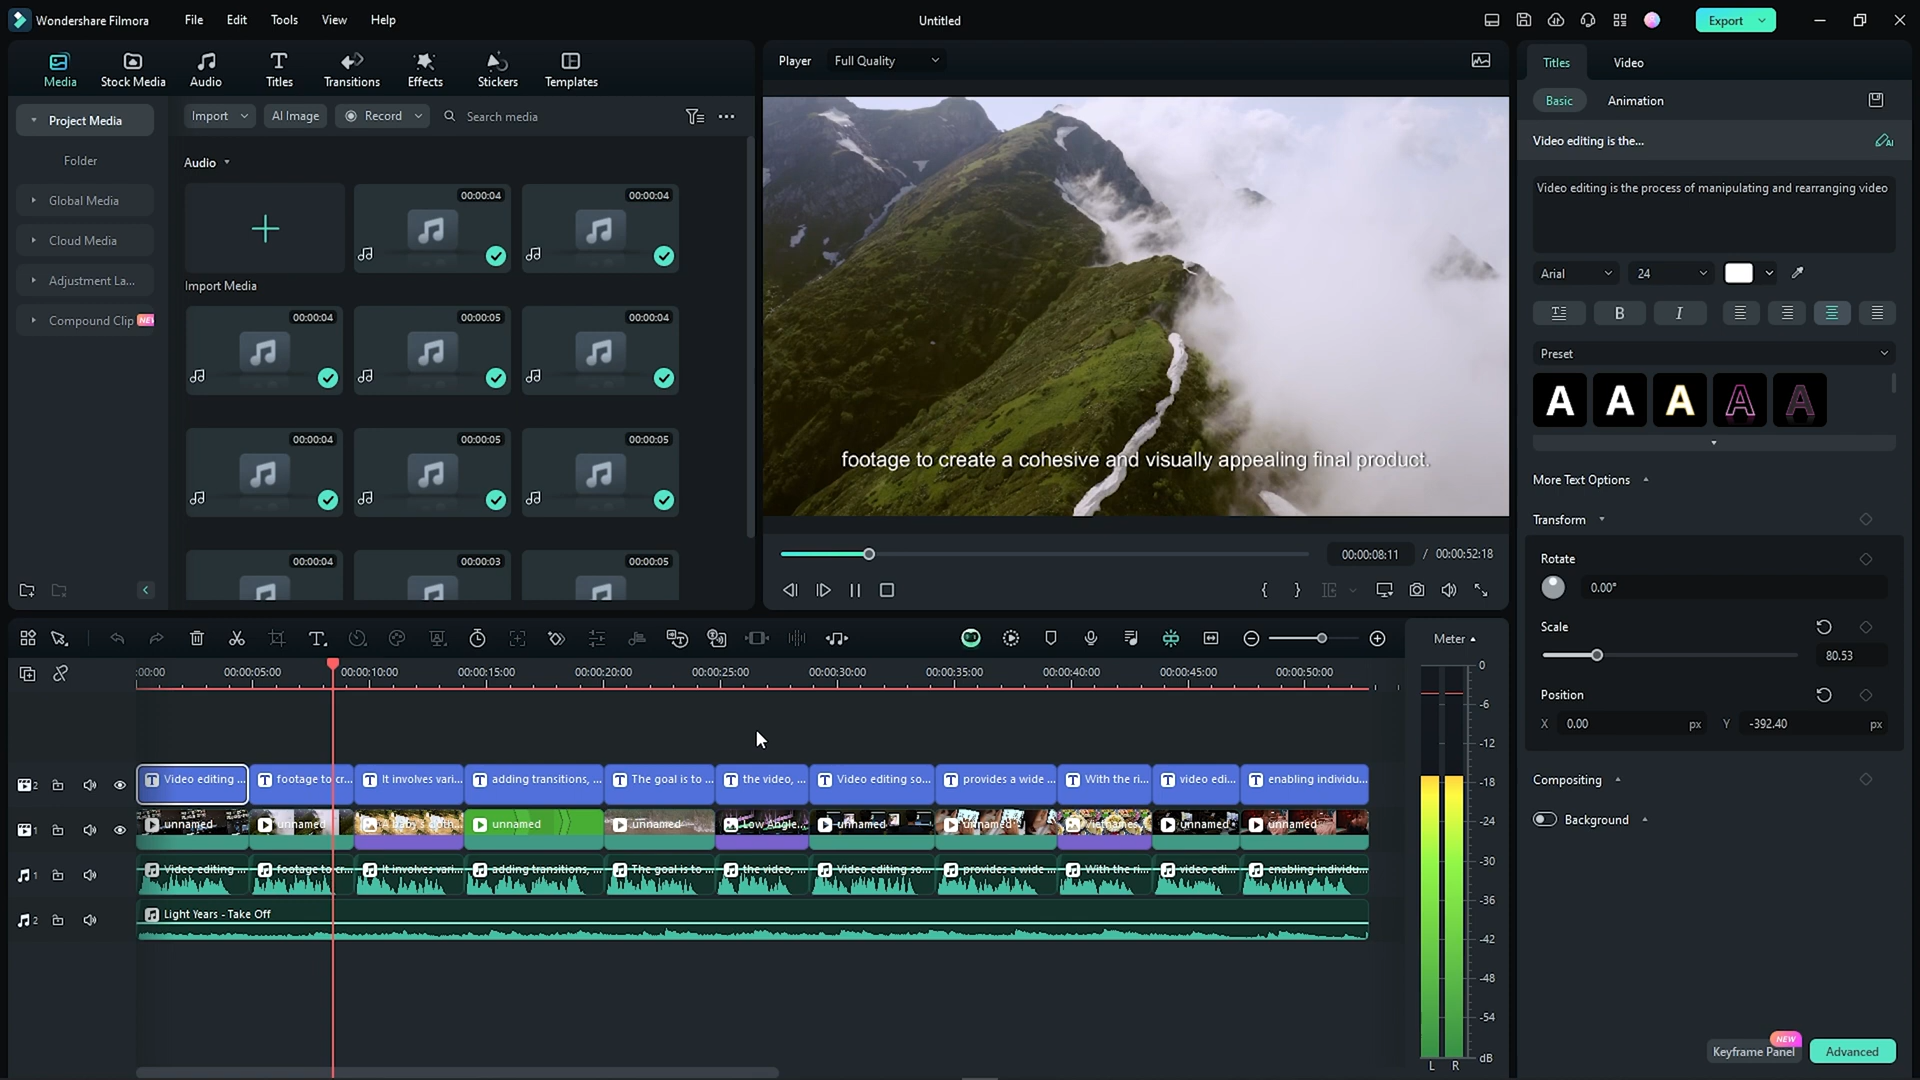 Wondershare Filmora
File
Edit
Tools
View
Help
Untitled
Export
Media
Stock Media
Audio
Titles
Transitions
Effects
Stickers
Templates
Player
Full Quality
Titles
Video
Basic
Animation
Project Media
Folder
Global Media
Cloud Media
Adjustment La...
Compound Clip
Import
AI Image
Record
Search media
Audio
00:00:04
00:00:04
Import Media
00:00:04
00:00:05
00:00:04
00:00:04
00:00:05
00:00:05
00:00:04
00:00:03
00:00:05
footage to create a cohesive and visually appealing final product.
00:00:08:11
/ 00:00:52:18
Video editing is the...
AI
Video editing is the process of manipulating and rearranging video
Arial
24
B
I
Preset
A A A A A
More Text Options
Transform
Rotate
0.00°
Scale
80.53
Position
X 0.00 px Y -392.40 px
Compositing
Background
NEW
Keyframe Panel
Advanced
Meter
:00:00 00:00:05:00 00:00:10:00 00:00:15:00 00:00:20:00 00:00:25:00 00:00:30:00 00:00:35:00 00:00:40:00 00:00:45:00 00:00:50:00
2
Video editing ... footage to cr... It involves vari... adding transitions, ... The goal is to ... the video, ... Video editing so... provides a wide ... With the ri... video edi... enabling individu...
1
unnamed unnamed unnamed unnamed Low Angle... unnamed unnamed unnamed unnamed
1
Video editing ... footage to cr... It involves vari... adding transitions, ... The goal is to ... the video, ... Video editing so... provides a wide ... With the ri... video edi... enabling individu...
2
Light Years - Take Off
0
-6
-12
-18
-24
-30
-36
-42
-48
-54
dB
L R